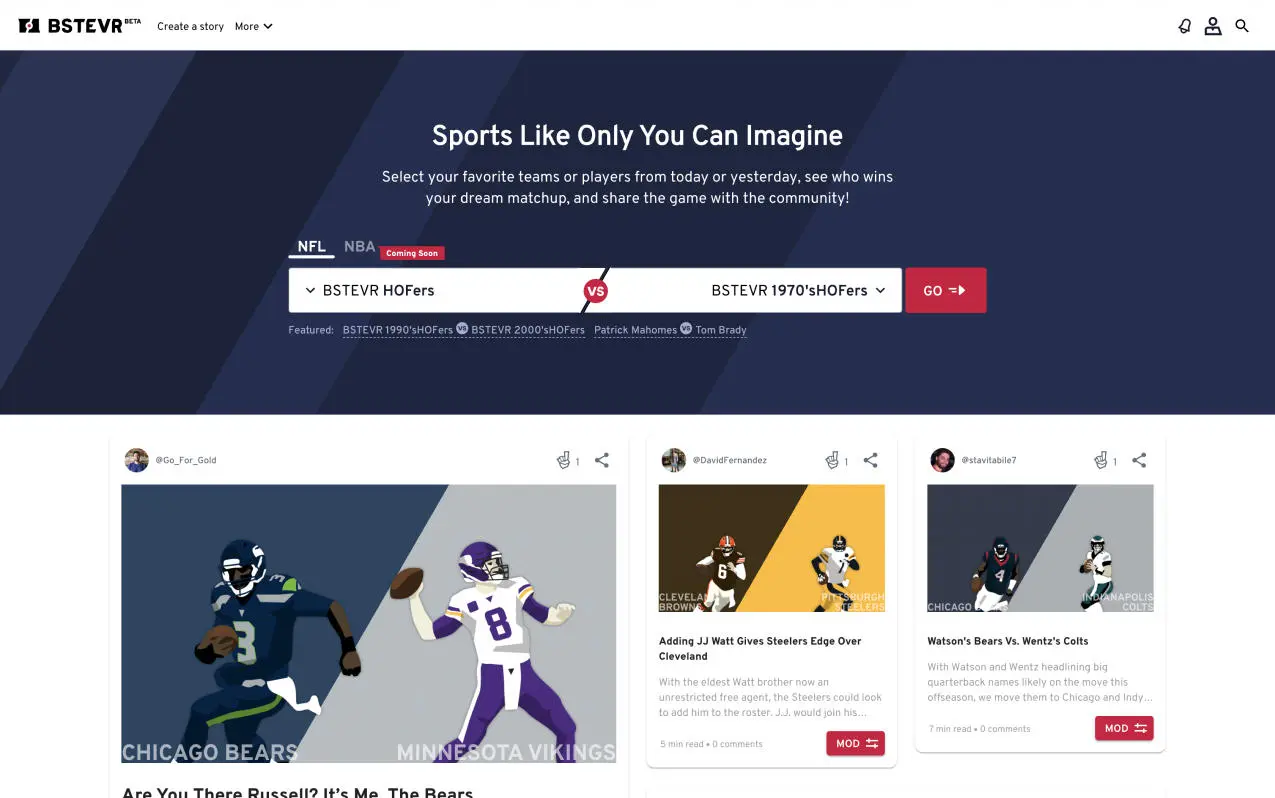 BSTEVR BETA Create a story More
Sports Like Only You Can Imagine
Select your favorite teams or players from today or yesterday, see who wins
your dream matchup, and share the game with the community!
NFL NBA Coming Soon
BSTEVR HOFers VS BSTEVR 1970'sHOFers GO
Featured: BSTEVR 1990'sHOFers VS BSTEVR 2000'sHOFers Patrick Mahomes VS Tom Brady
@Go_For_Gold 1
3
3
8
CHICAGO BEARS MINNESOTA VIKINGS
Are You There Russell? It's Me, The Bears
@DavidFernandez 1
6
7
CLEVELAND
BROWNS
PITTSBURGH
STEELERS
Adding JJ Watt Gives Steelers Edge Over
Cleveland
With the eldest Watt brother now an
unrestricted free agent, the Steelers could look
to add him to the roster. J.J. would join his...
5 min read • 0 comments MOD
@stavitabile7 1
4
CHICAGO BEARS
INDIANAPOLIS
COLTS
Watson's Bears Vs. Wentz's Colts
With Watson and Wentz headlining big
quarterback names likely on the move this
offseason, we move them to Chicago and Indy...
7 min read • 0 comments MOD